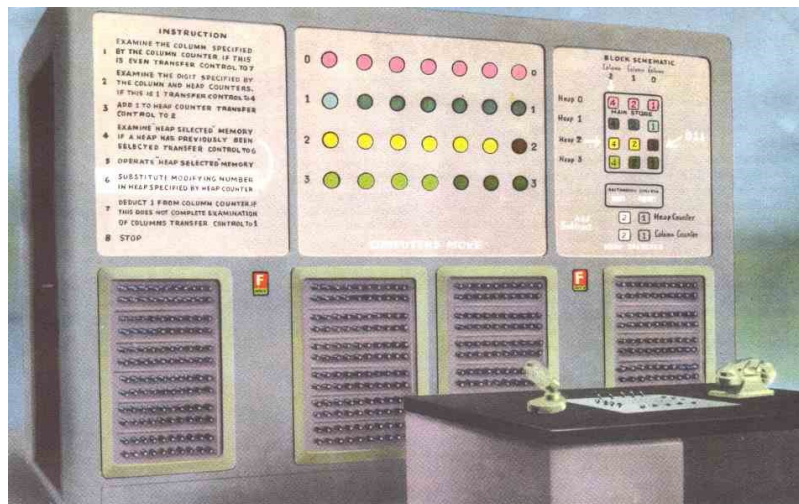 INSTRUCTION
1 EXAMINE THE COLUMN SPECIFIED
BY THE COLUMN COUNTER. IF THIS
IS EVEN TRANSFER CONTROL TO 7
2 EXAMINE THE DIGIT SPECIFIED BY
THE COLUMN AND HEAP COUNTERS.
IF THIS IS 1 TRANSFER CONTROL TO 4
3 ADD 1 TO HEAP COUNTER TRANSFER
CONTROL TO 2
4 EXAMINE "HEAP SELECTED" MEMORY
IF A HEAP HAS PREVIOUSLY BEEN
SELECTED TRANSFER CONTROL TO 6
5 OPERATE "HEAP SELECTED" MEMORY
6 SUBSTITUTE MODIFYING NUMBER
IN HEAP SPECIFIED BY HEAP COUNTER
7 DEDUCT 1 FROM COLUMN COUNTER. IF
THIS DOES NOT COMPLETE EXAMINATION
OF COLUMNS TRANSFER CONTROL TO 1
8 STOP
0 0
1 1
2 2
3 3
COMPUTERS MOVE
BLOCK SCHEMATIC
Column Column Column
2 1 0
Heap 0 4 2 1
MAIN STORE
Heap 1 1
Heap 2 4 2
Heap 3 4
Add
Subtract
2 1 Heap Counter
2 1 Column Counter
F
F